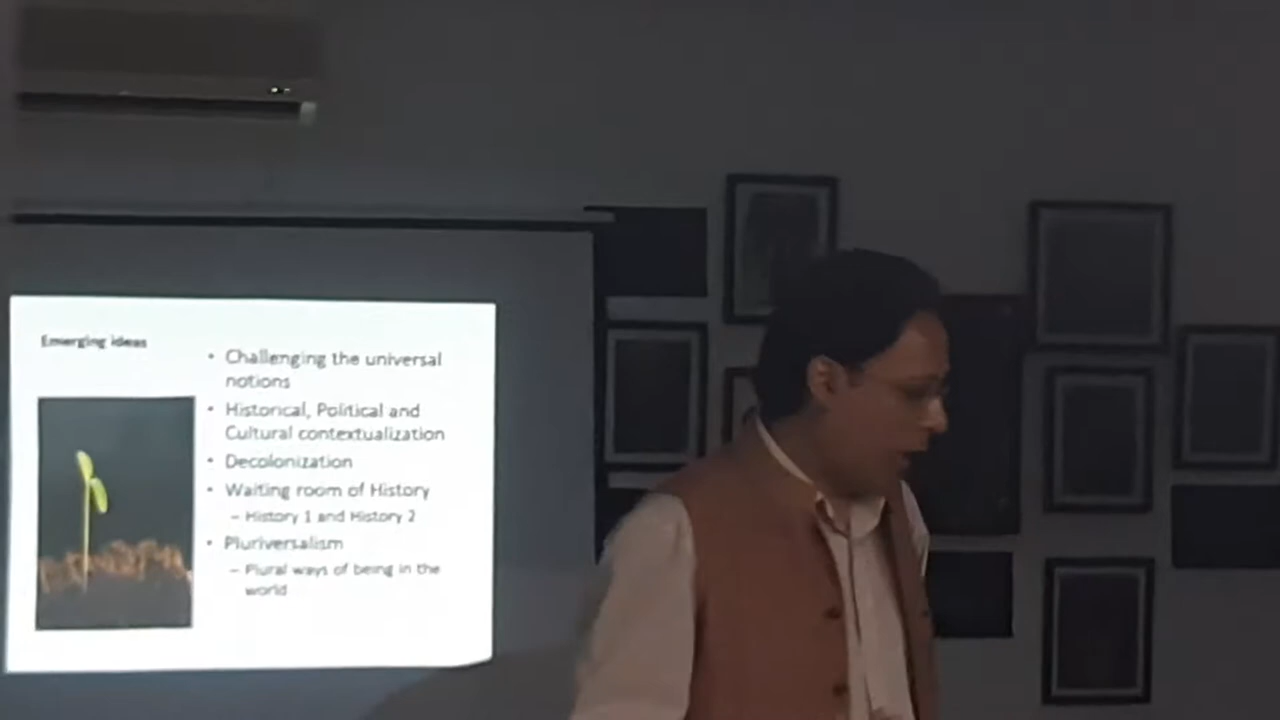 Emerging ideas
• Challenging the universal
notions
• Historical, Political and
Cultural contextualization
• Decolonization
• Waiting room of History
– History 1 and History 2
• Pluriversalism
– Plural ways of being in the
world